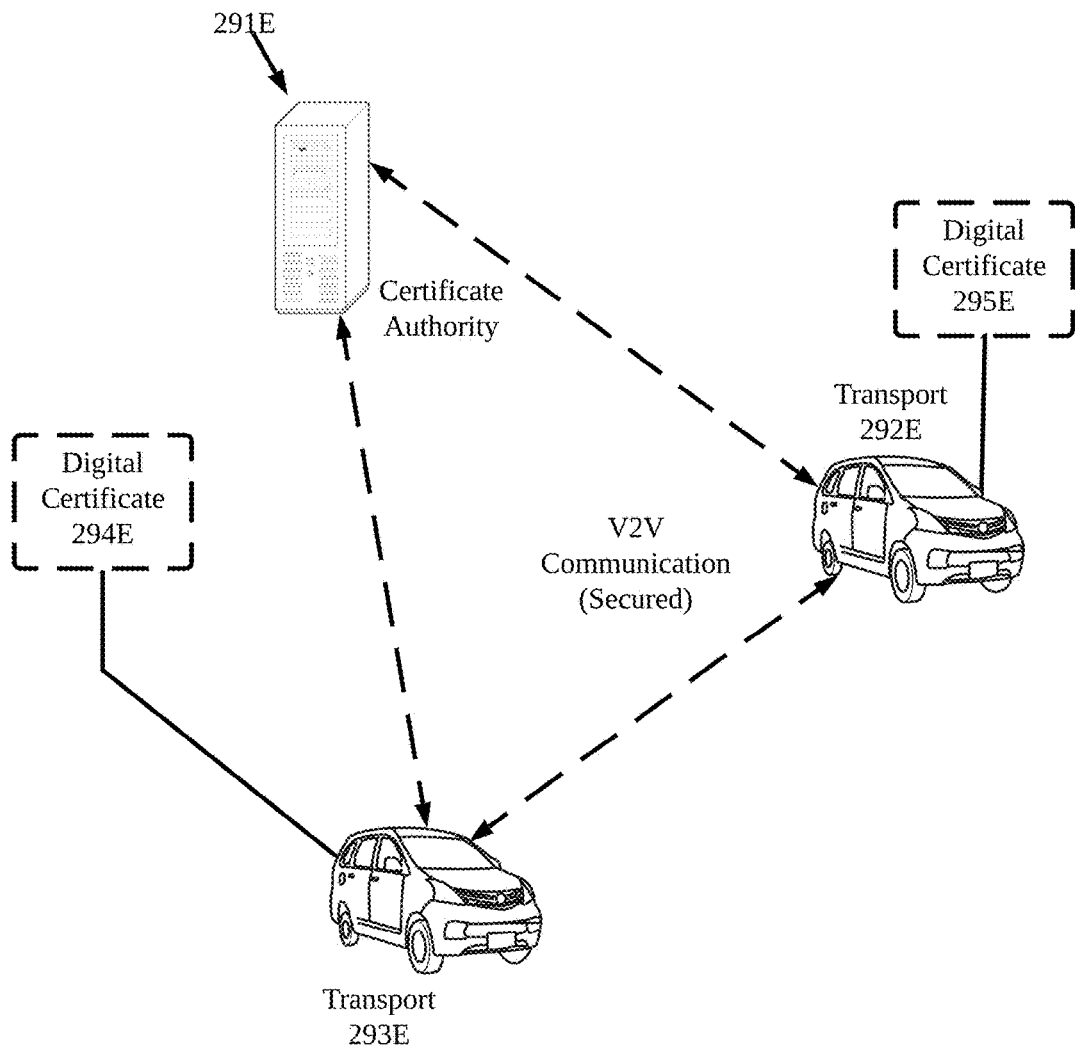 291E
Certificate
Authority
Digital
Certificate
295E
Transport
292E
Digital
Certificate
294E
V2V
Communication
(Secured)
Transport
293E